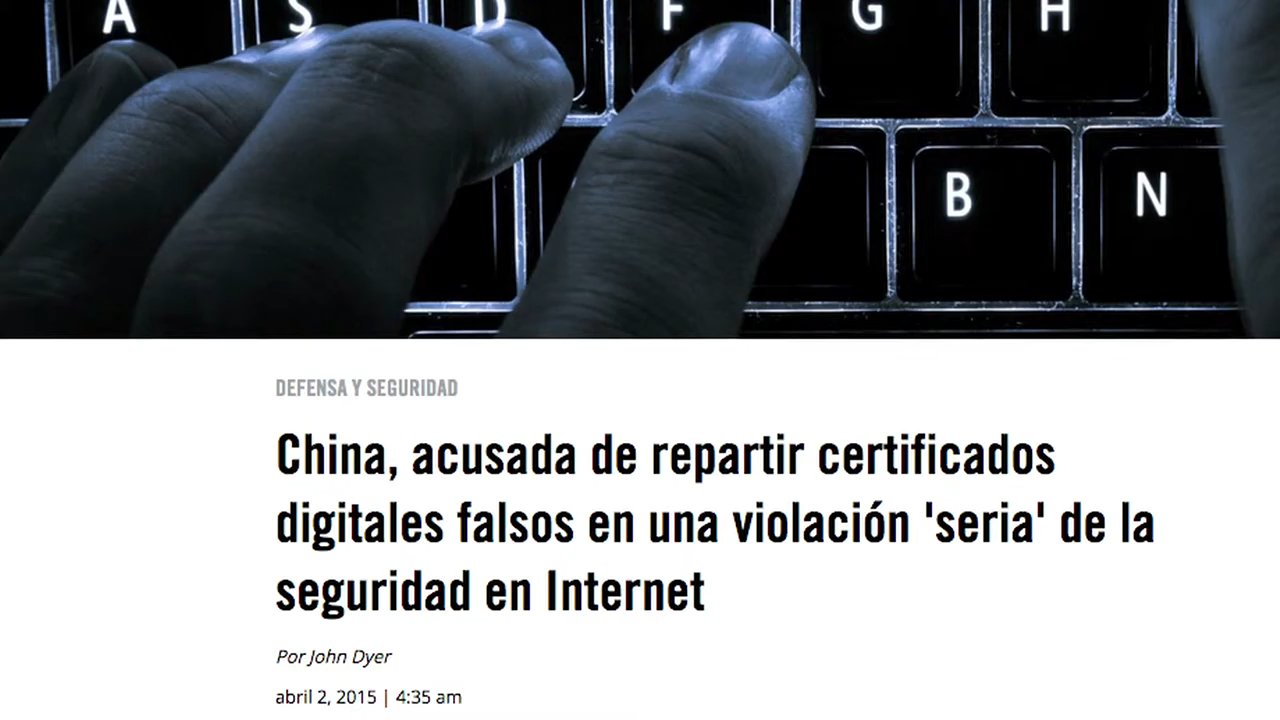 A S D F G H
B N
DEFENSA Y SEGURIDAD
China, acusada de repartir certificados
digitales falsos en una violación 'seria' de la
seguridad en Internet
Por John Dyer
abril 2, 2015 | 4:35 am